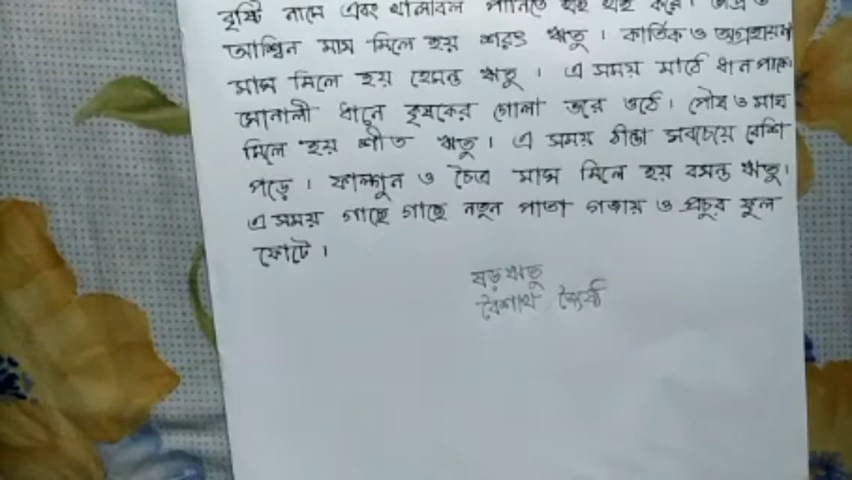 বৃষ্টি নামে এবং খালবিল পানিতে থই থই করে। ভাদ্র ও
আশ্বিন মাস মিলে হয় শরৎ ঋতু। কার্তিক ও অগ্রহায়ণ
মাস মিলে হয় হেমন্ত ঋতু। এ সময় মাঠে ধান পাকে।
সোনালী ধানে কৃষকের গোলা ভরে ওঠে। পৌষ ও মাঘ
মিলে হয় শীত ঋতু। এ সময় ঠান্ডা সবচেয়ে বেশি
পড়ে। ফাল্গুন ও চৈত্র মাস মিলে হয় বসন্ত ঋতু।
এ সময় গাছে গাছে নতুন পাতা গজায় ও প্রচুর ফুল
ফোটে।
ষড়ঋতু
বৈশাখ জ্যৈষ্ঠ